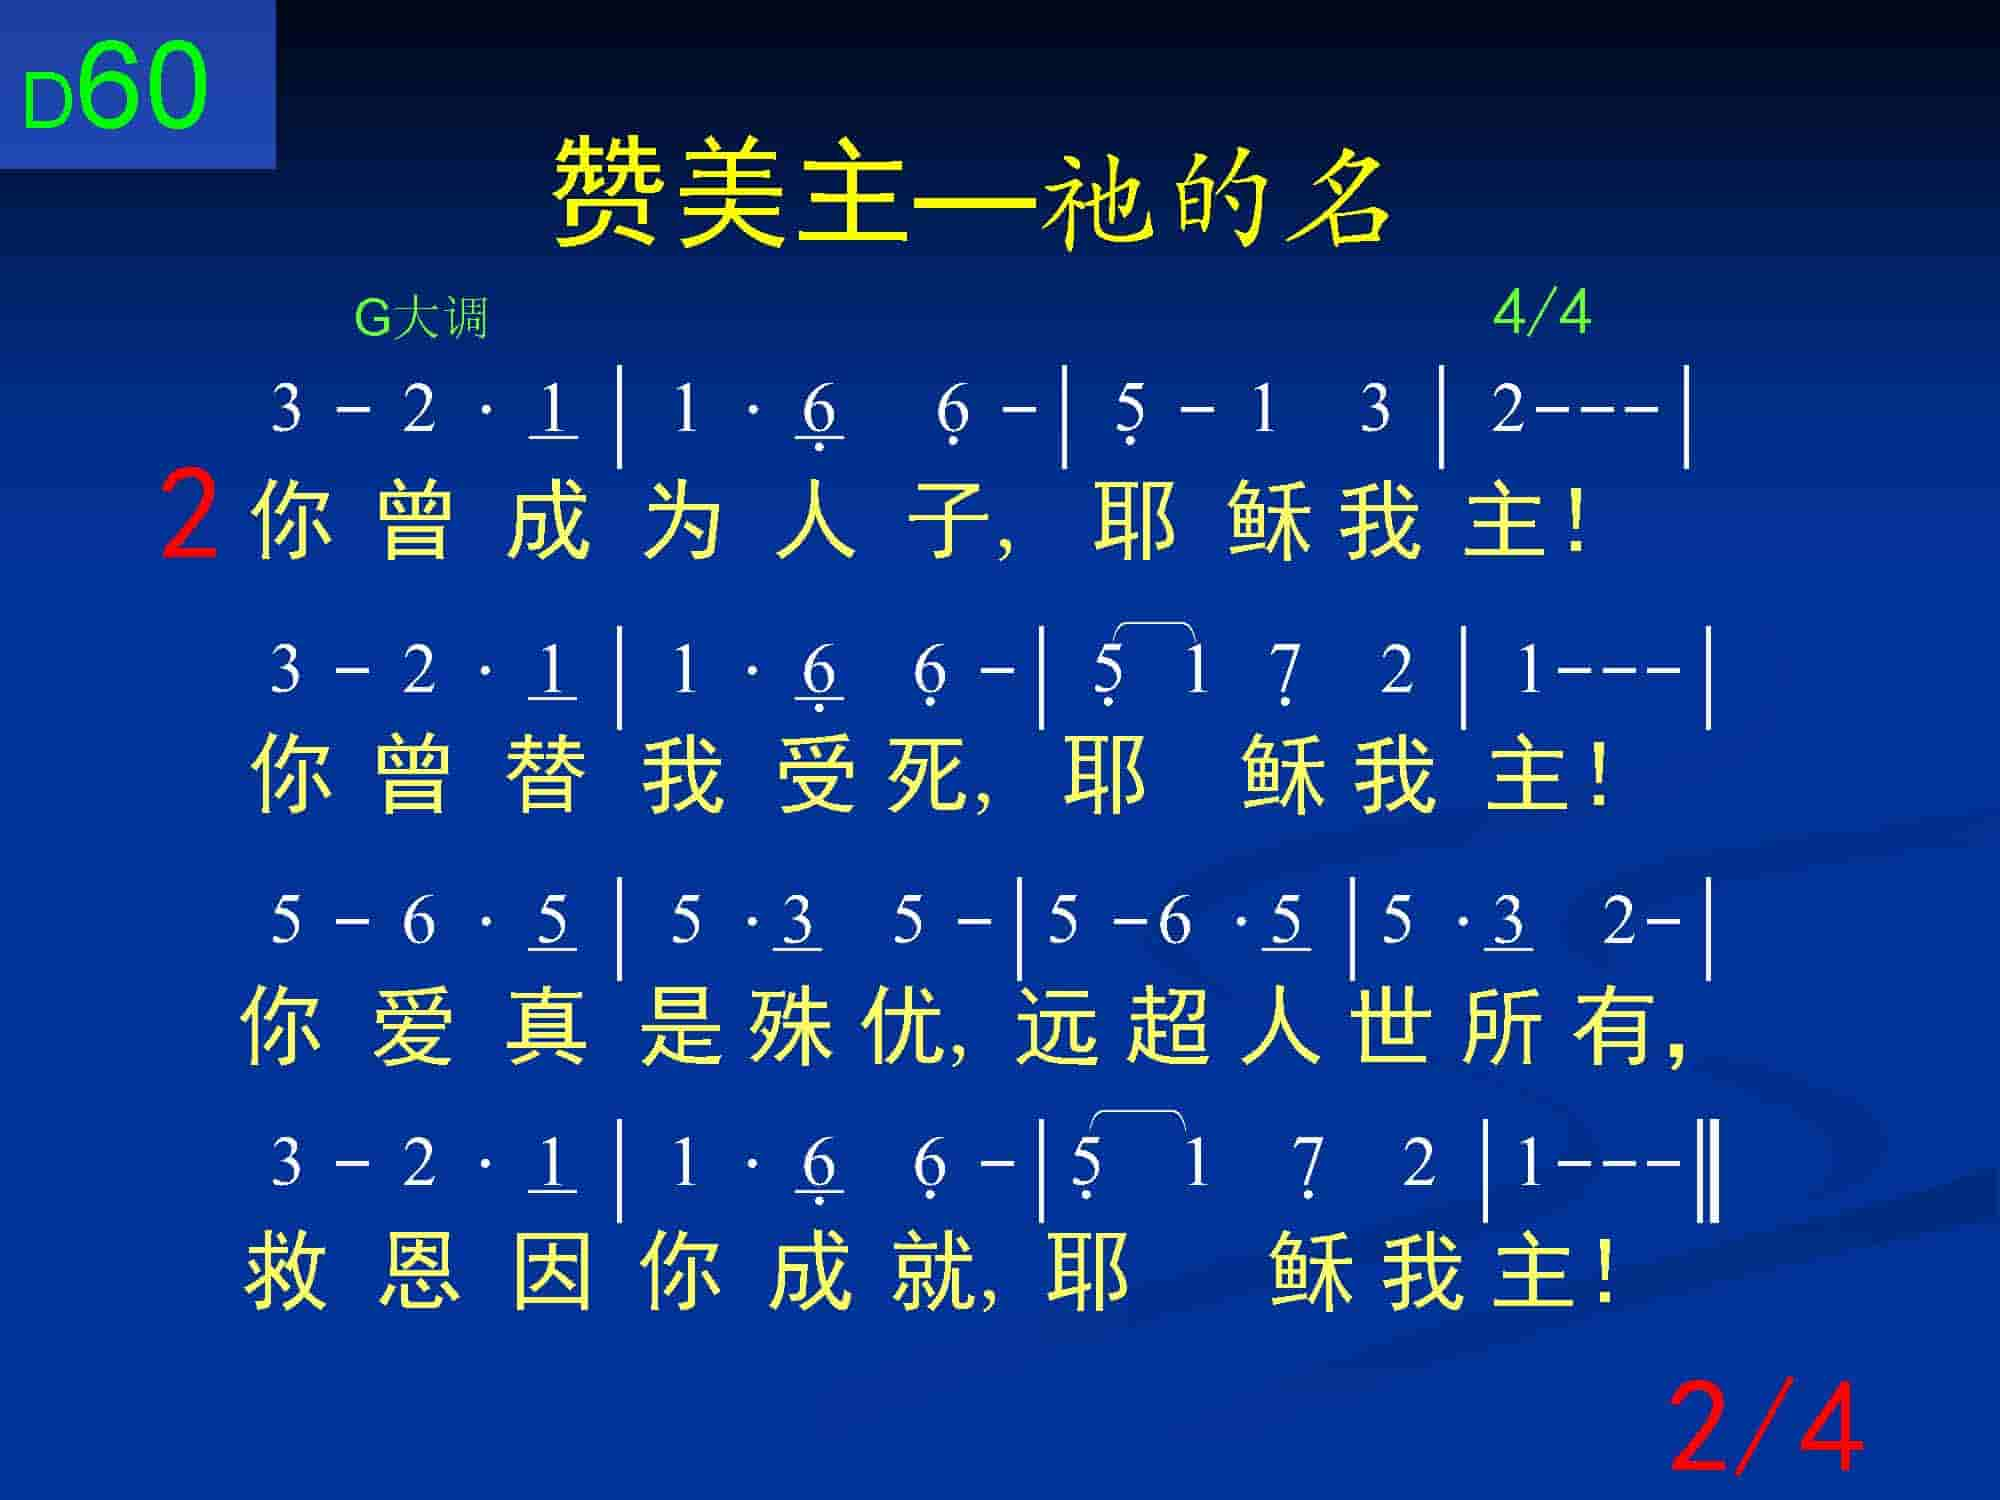 D60
赞美主—祂的名
G大调 4/4
3 - 2 · 1 | 1 · 6̣ 6̣ - | 5̣ - 1 3 | 2 - - - |
2 你曾成为人子, 耶稣我主!
3 - 2 · 1 | 1 · 6̣ 6̣ - | 5̣ 1 7̣ 2 | 1 - - - |
你曾替我受死, 耶稣我主!
5 - 6 · 5 | 5 · 3 5 - | 5 - 6 · 5 | 5 · 3 2 - |
你爱真是殊优, 远超人世所有,
3 - 2 · 1 | 1 · 6̣ 6̣ - | 5̣ 1 7̣ 2 | 1 - - - ‖
救恩因你成就, 耶稣我主!
2/4